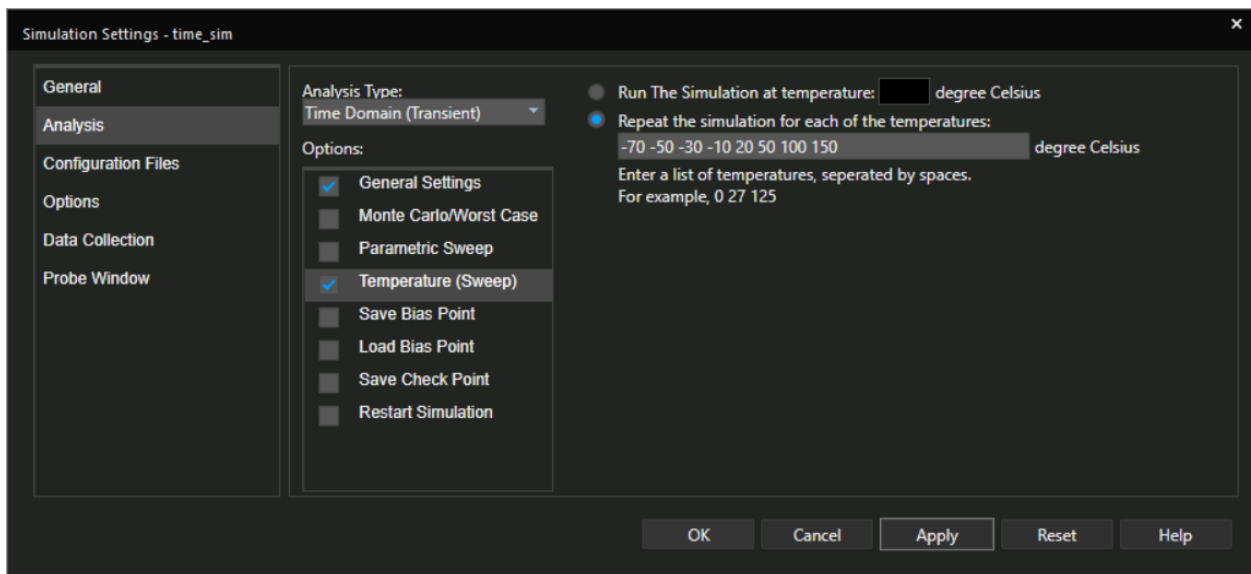 Simulation Settings - time_sim
×
General
Analysis
Configuration Files
Options
Data Collection
Probe Window
Analysis Type:
Time Domain (Transient)
Options:
General Settings
Monte Carlo/Worst Case
Parametric Sweep
Temperature (Sweep)
Save Bias Point
Load Bias Point
Save Check Point
Restart Simulation
Run The Simulation at temperature: degree Celsius
Repeat the simulation for each of the temperatures:
-70 -50 -30 -10 20 50 100 150 degree Celsius
Enter a list of temperatures, seperated by spaces.
For example, 0 27 125
OK Cancel Apply Reset Help